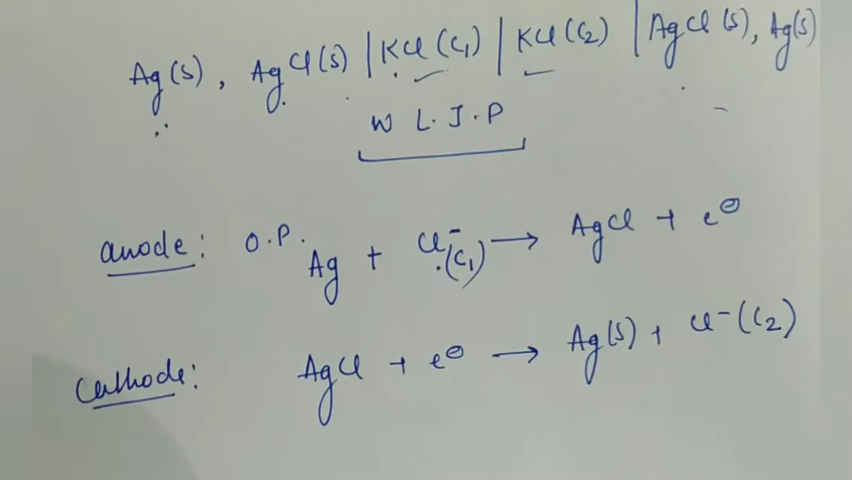 Ag(s), AgCl(s) | KCl(C₁) | KCl(C₂) | AgCl(s), Ag(s)
W L.J.P
anode: O.P. Ag + Cl⁻(C₁) → AgCl + e⊖
Cathode: AgCl + e⊖ → Ag(s) + Cl⁻(C₂)